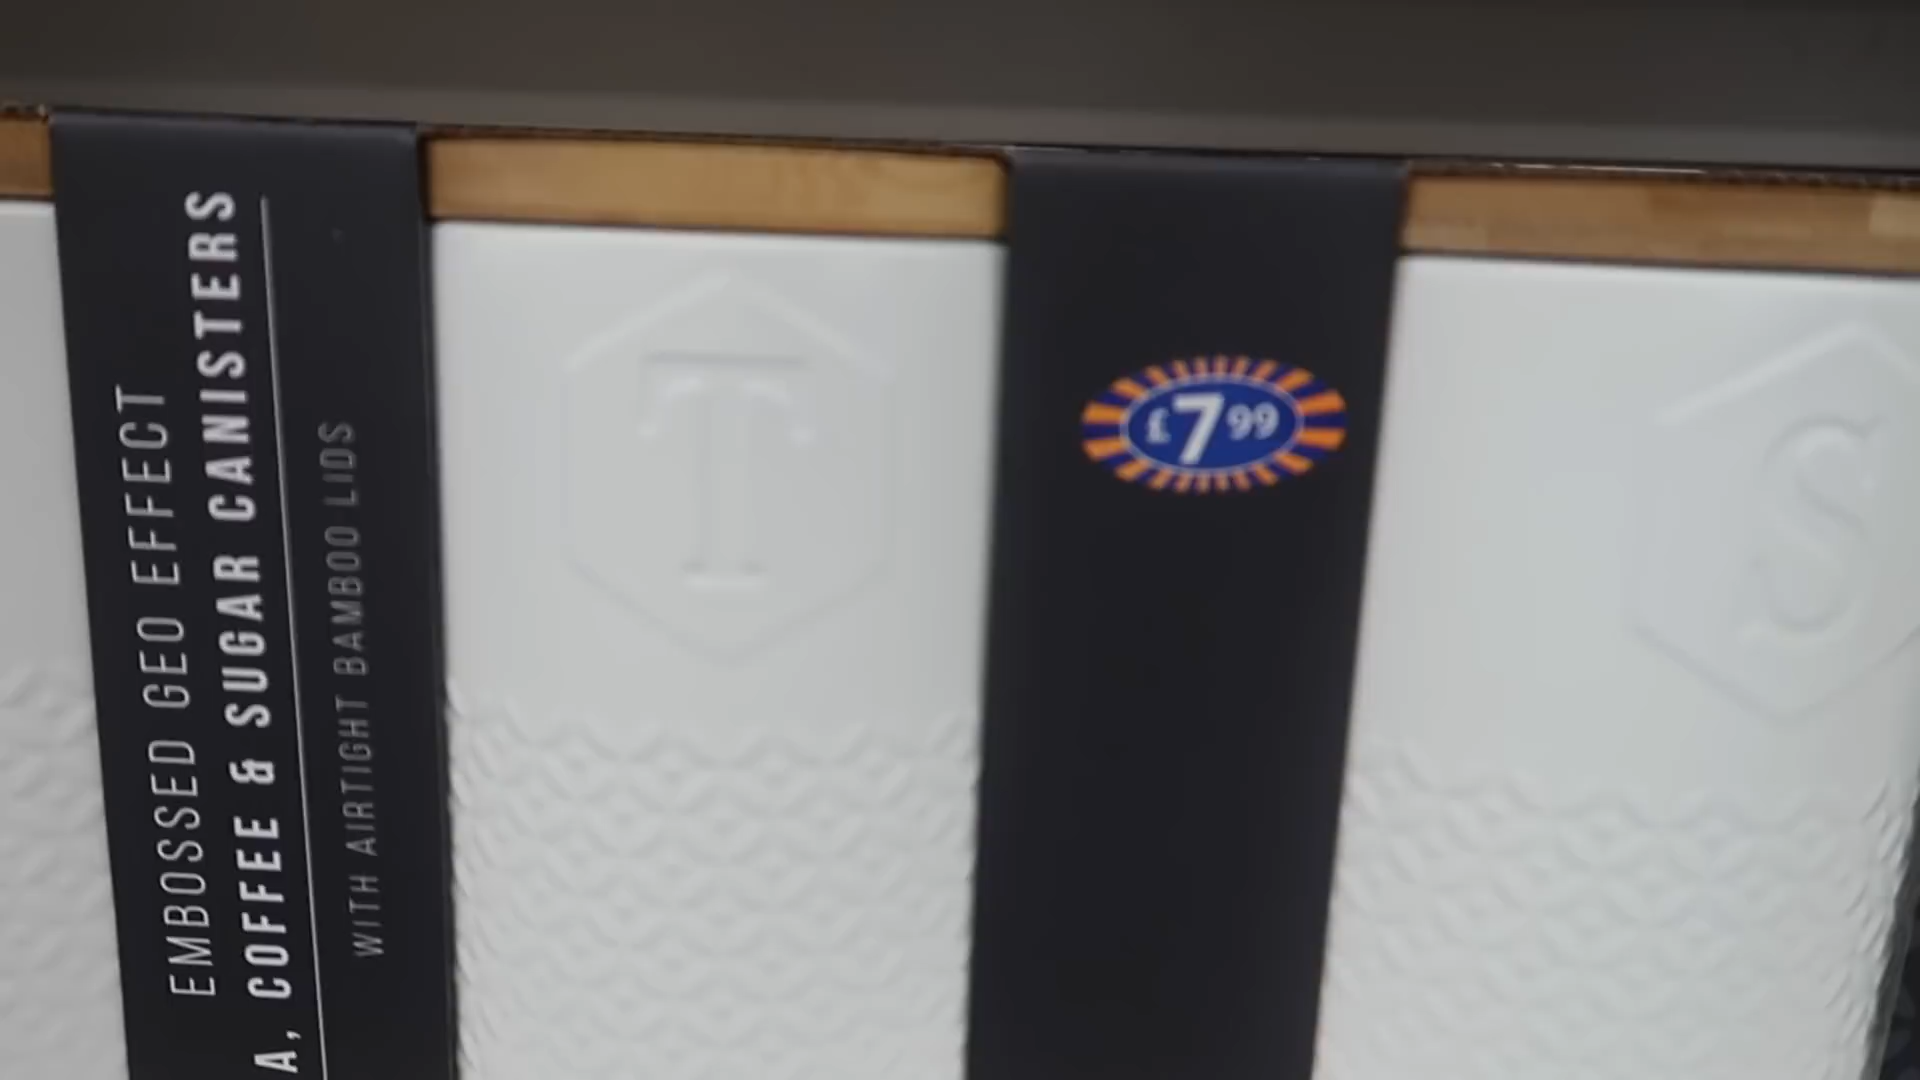 EMBOSSED GEO EFFECT
A, COFFEE & SUGAR CANISTERS
WITH AIRTIGHT BAMBOO LIDS
T
£7.99
S